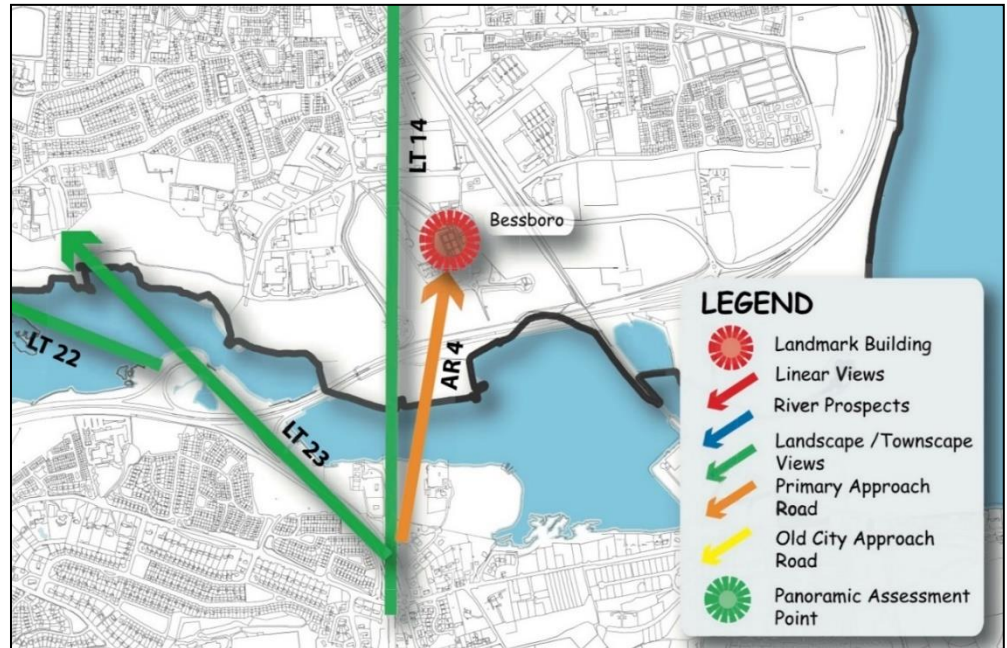 LT 14
Bessboro
AR 4
LT 22
LT 23
LEGEND
Landmark Building
Linear Views
River Prospects
Landscape /Townscape
Views
Primary Approach
Road
Old City Approach
Road
Panoramic Assessment
Point